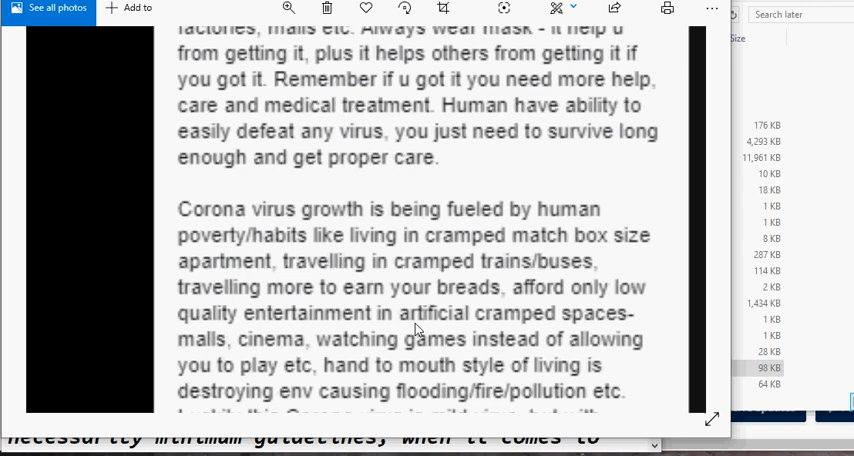 See all photos
Add to
Search later
Size
factories, malls etc. Always wear mask - it help u
from getting it, plus it helps others from getting it if
you got it. Remember if u got it you need more help,
care and medical treatment. Human have ability to
easily defeat any virus, you just need to survive long
enough and get proper care.
Corona virus growth is being fueled by human
poverty/habits like living in cramped match box size
apartment, travelling in cramped trains/buses,
travelling more to earn your breads, afford only low
quality entertainment in artificial cramped spaces-
malls, cinema, watching games instead of allowing
you to play etc, hand to mouth style of living is
destroying env causing flooding/fire/pollution etc.
176 KB
4,293 KB
11,961 KB
10 KB
18 KB
1 KB
1 KB
8 KB
287 KB
114 KB
2 KB
1,434 KB
1 KB
1 KB
28 KB
98 KB
64 KB
necessarily minimum guidelines, when it comes to